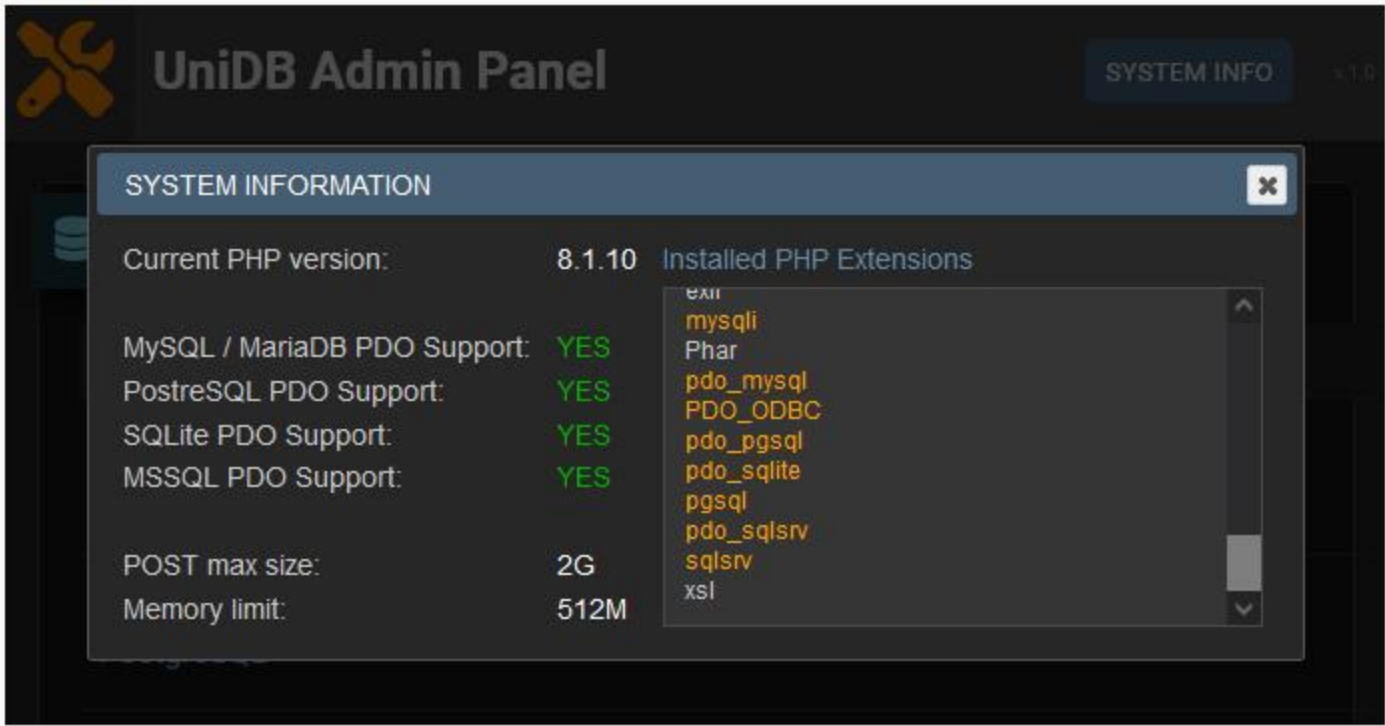 UniDB Admin Panel
SYSTEM INFO
v.1.0
SYSTEM INFORMATION
Current PHP version: 8.1.10
MySQL / MariaDB PDO Support: YES
PostreSQL PDO Support: YES
SQLite PDO Support: YES
MSSQL PDO Support: YES
POST max size: 2G
Memory limit: 512M
Installed PHP Extensions
exif
mysqli
Phar
pdo_mysql
PDO_ODBC
pdo_pgsql
pdo_sqlite
pgsql
pdo_sqlsrv
sqlsrv
xsl